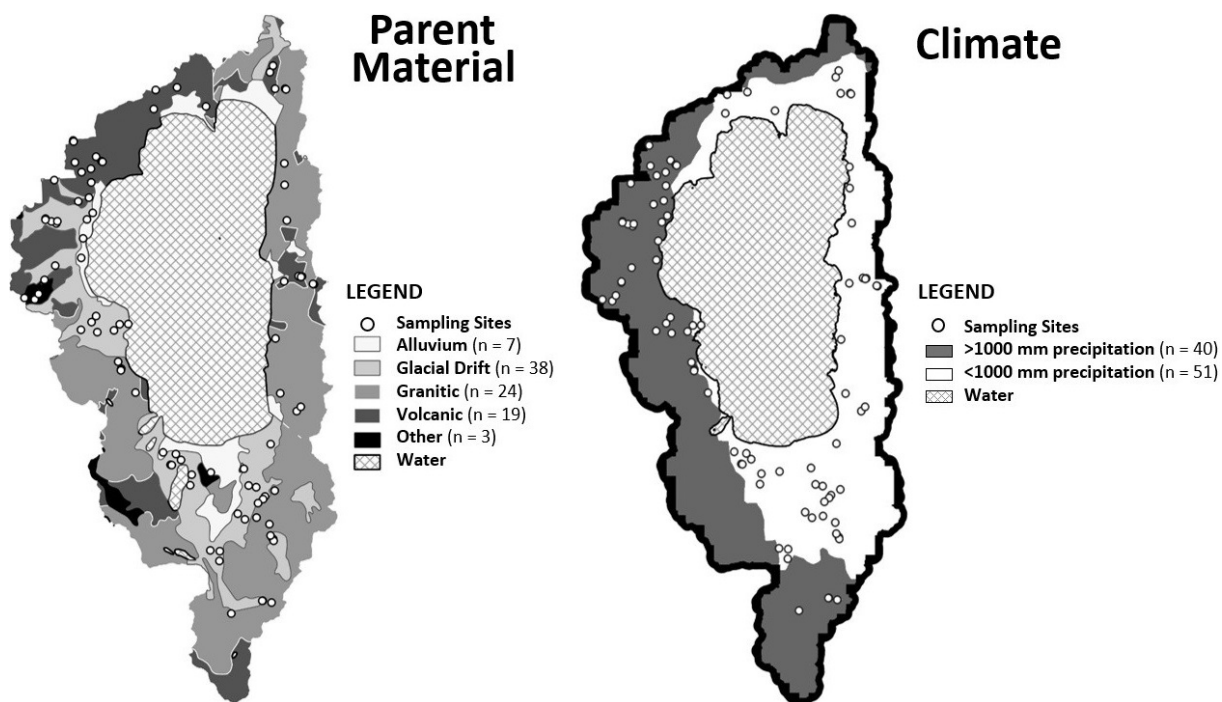 Parent
Material
LEGEND
Sampling Sites
Alluvium (n = 7)
Glacial Drift (n = 38)
Granitic (n = 24)
Volcanic (n = 19)
Other (n = 3)
Water
Climate
LEGEND
Sampling Sites
>1000 mm precipitation (n = 40)
<1000 mm precipitation (n = 51)
Water